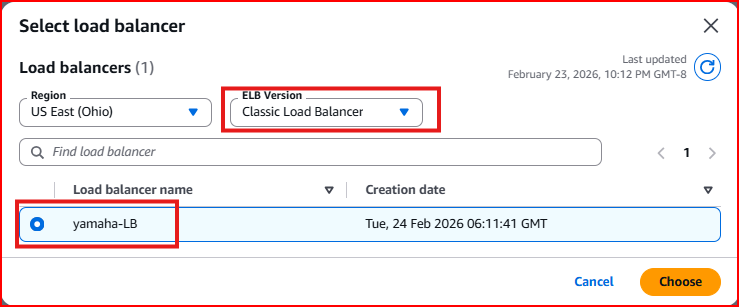 Select load balancer
Load balancers (1)
Last updated
February 23, 2026, 10:12 PM GMT-8
Region
US East (Ohio)
ELB Version
Classic Load Balancer
Find load balancer
1
Load balancer name
Creation date
yamaha-LB
Tue, 24 Feb 2026 06:11:41 GMT
Cancel
Choose